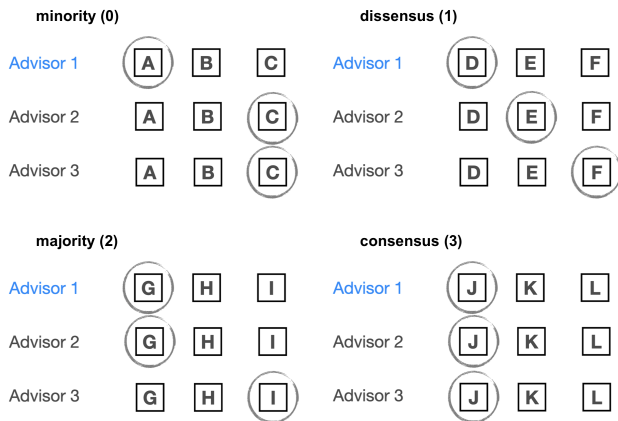 minority (0)
Advisor 1 A B C
Advisor 2 A B C
Advisor 3 A B C
dissensus (1)
Advisor 1 D E F
Advisor 2 D E F
Advisor 3 D E F
majority (2)
Advisor 1 G H I
Advisor 2 G H I
Advisor 3 G H I
consensus (3)
Advisor 1 J K L
Advisor 2 J K L
Advisor 3 J K L